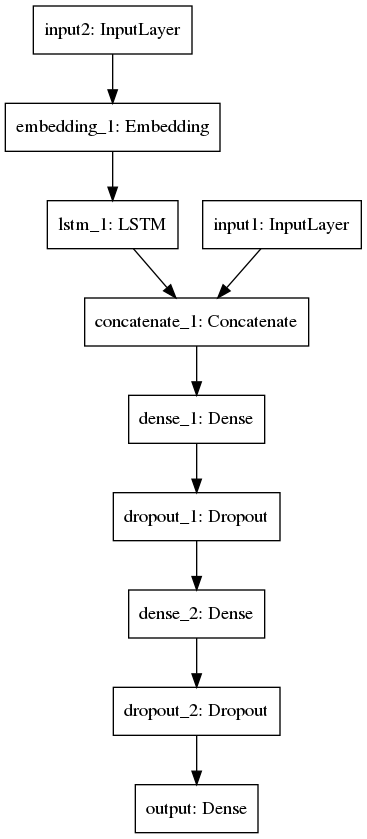 input2: InputLayer
embedding_1: Embedding
lstm_1: LSTM
input1: InputLayer
concatenate_1: Concatenate
dense_1: Dense
dropout_1: Dropout
dense_2: Dense
dropout_2: Dropout
output: Dense